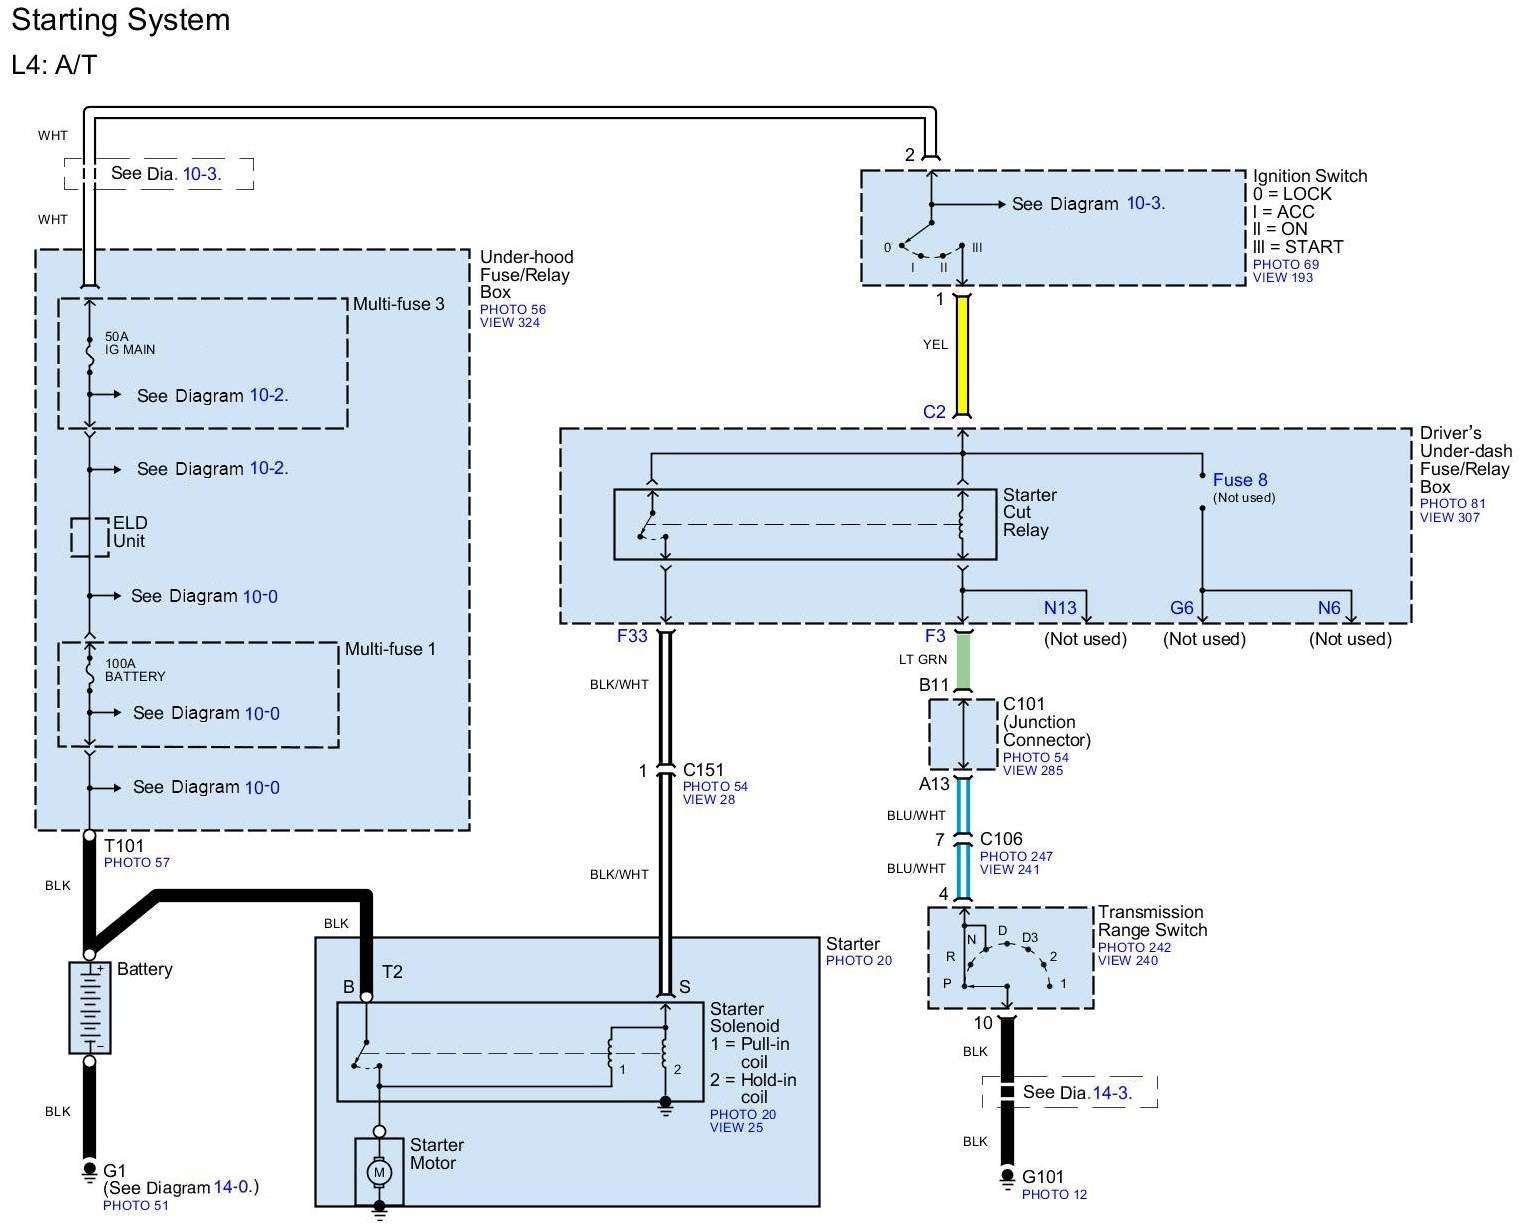 Starting System
L4: A/T
WHT
See Dia. 10-3.
WHT
Under-hood
Fuse/Relay
Box
PHOTO 56
VIEW 324
Multi-fuse 3
50A
IG MAIN
See Diagram 10-2.
See Diagram 10-2.
ELD
Unit
See Diagram 10-0
Multi-fuse 1
100A
BATTERY
See Diagram 10-0
See Diagram 10-0
T101
PHOTO 57
BLK
BLK
Battery
+
–
BLK
G1
(See Diagram 14-0.)
PHOTO 51
2
Ignition Switch
0 = LOCK
I = ACC
II = ON
III = START
PHOTO 69
VIEW 193
See Diagram 10-3.
0
I
II
III
1
YEL
C2
Driver's
Under-dash
Fuse/Relay
Box
PHOTO 81
VIEW 307
Fuse 8
(Not used)
Starter
Cut
Relay
N13
G6
N6
F33
F3
(Not used)
(Not used)
(Not used)
BLK/WHT
LT GRN
B11
C101
(Junction
Connector)
PHOTO 54
VIEW 285
1
C151
PHOTO 54
VIEW 28
A13
BLU/WHT
7
C106
PHOTO 247
VIEW 241
BLK/WHT
BLU/WHT
4
Transmission
Range Switch
PHOTO 242
VIEW 240
N
D
D3
R
2
P
1
10
BLK
See Dia.14-3.
BLK
G101
PHOTO 12
Starter
PHOTO 20
T2
B
S
Starter
Solenoid
1 = Pull-in
coil
2 = Hold-in
coil
PHOTO 20
VIEW 25
1
2
Starter
Motor
M